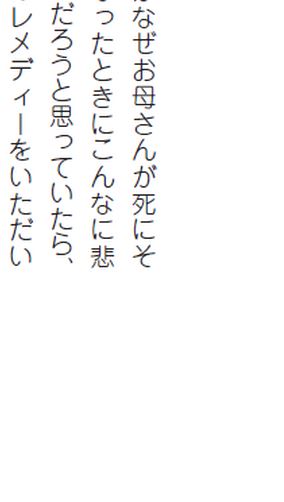 なぜお母さんが死にそ
ったときにこんなに悲
だろうと思っていたら、
レメディーをいただい